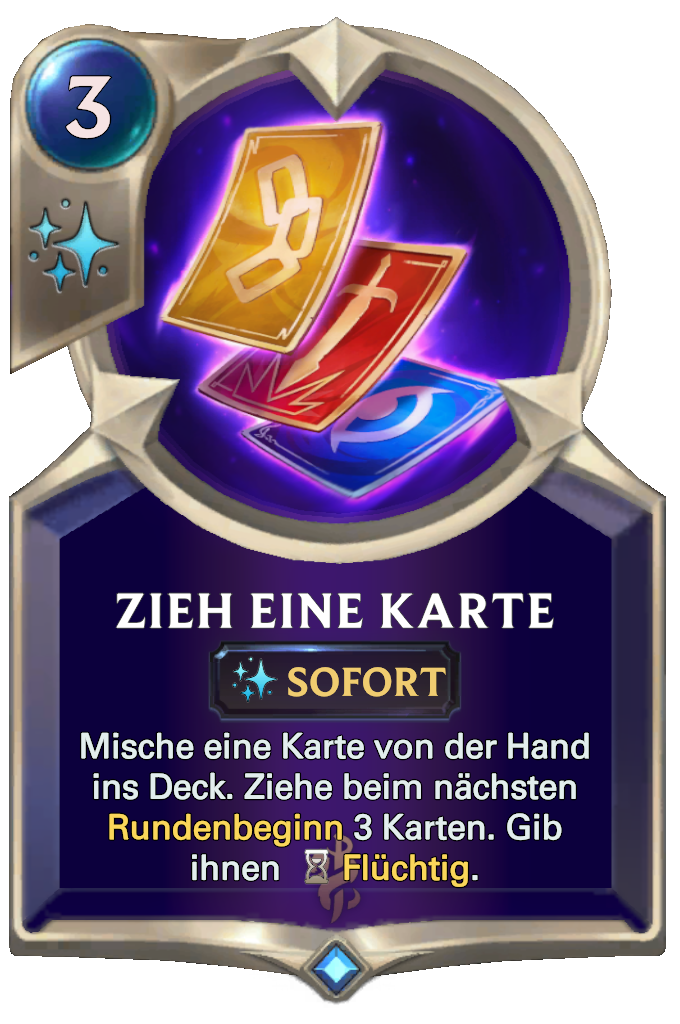 3
ZIEH EINE KARTE
SOFORT
Mische eine Karte von der Hand
ins Deck. Ziehe beim nächsten
Rundenbeginn 3 Karten. Gib
ihnen Flüchtig.